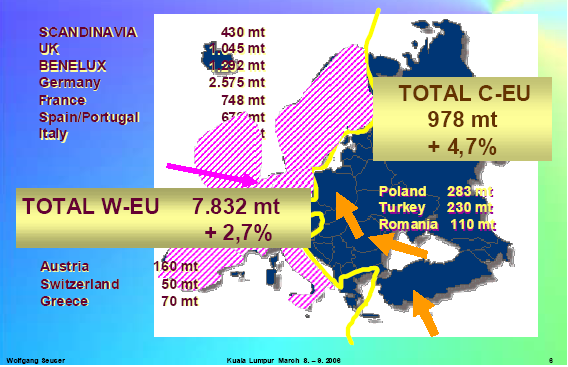 SCANDINAVIA 430 mt
UK 1.045 mt
BENELUX 1.292 mt
Germany 2.575 mt
France 748 mt
Spain/Portugal mt
Italy
TOTAL C-EU
978 mt
+ 4,7%
Poland 283 mt
Turkey 230 mt
Romania 110 mt
TOTAL W-EU 7.832 mt
+ 2,7%
Austria 160 mt
Switzerland 50 mt
Greece 70 mt
Wolfgang Seuser Kuala Lumpur March 8. – 9. 2006 6